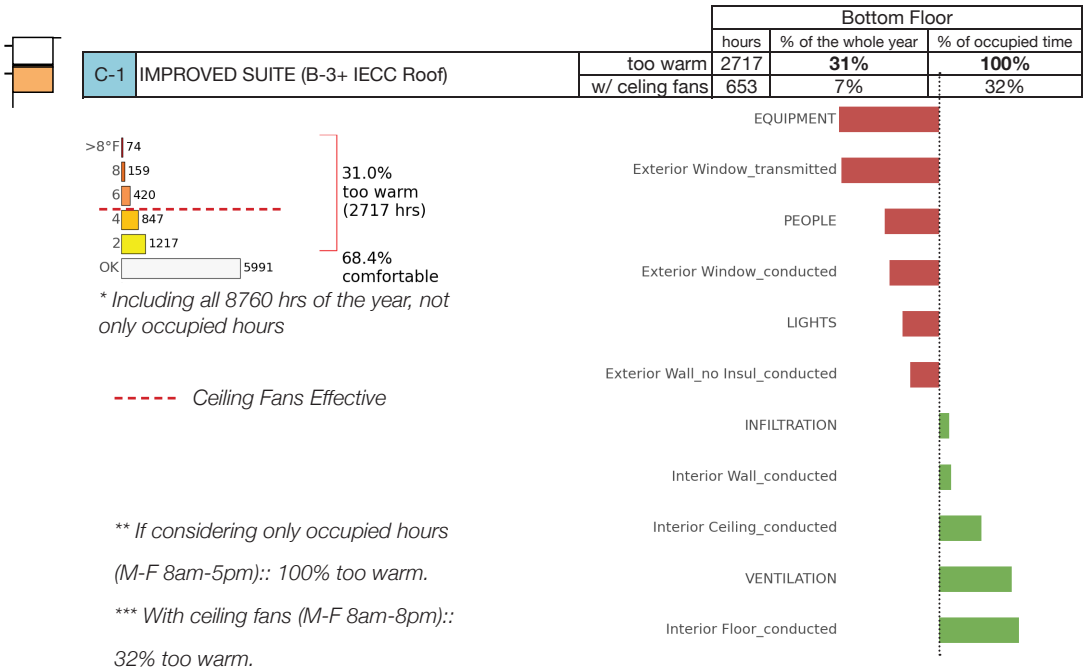 Bottom Floor
hours % of the whole year % of occupied time
C-1 IMPROVED SUITE (B-3+ IECC Roof) too warm 2717 31% 100%
w/ celing fans 653 7% 32%
>8°F 74
8 159
6 420
4 847
2 1217
OK 5991
31.0%
too warm
(2717 hrs)
68.4%
comfortable
* Including all 8760 hrs of the year, not
only occupied hours
Ceiling Fans Effective
** If considering only occupied hours
(M-F 8am-5pm):: 100% too warm.
*** With ceiling fans (M-F 8am-8pm)::
32% too warm.
EQUIPMENT
Exterior Window_transmitted
PEOPLE
Exterior Window_conducted
LIGHTS
Exterior Wall_no Insul_conducted
INFILTRATION
Interior Wall_conducted
Interior Ceiling_conducted
VENTILATION
Interior Floor_conducted